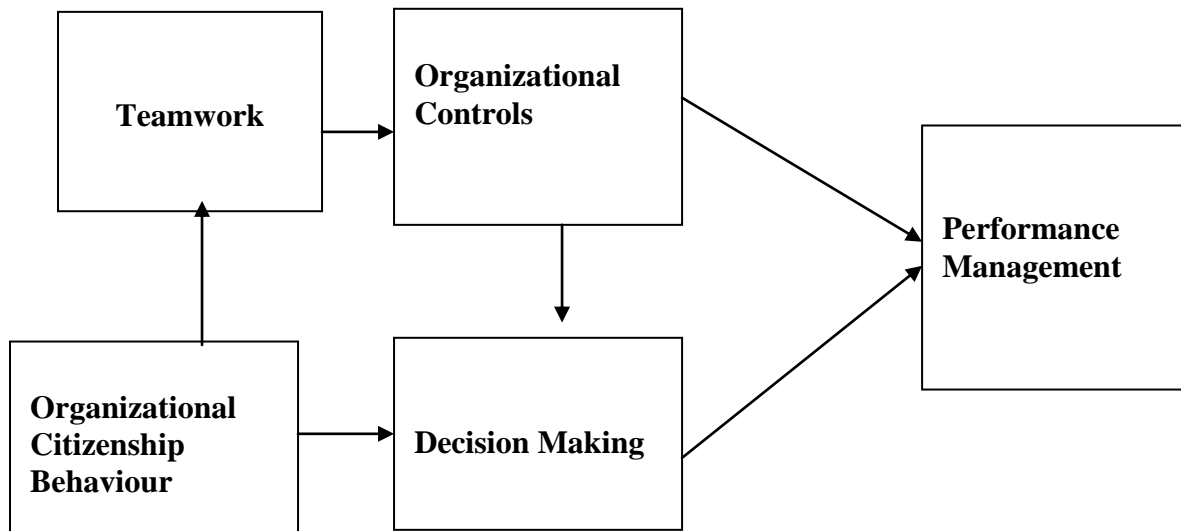 Teamwork
Organizational
Controls
Performance
Management
Organizational
Citizenship
Behaviour
Decision Making